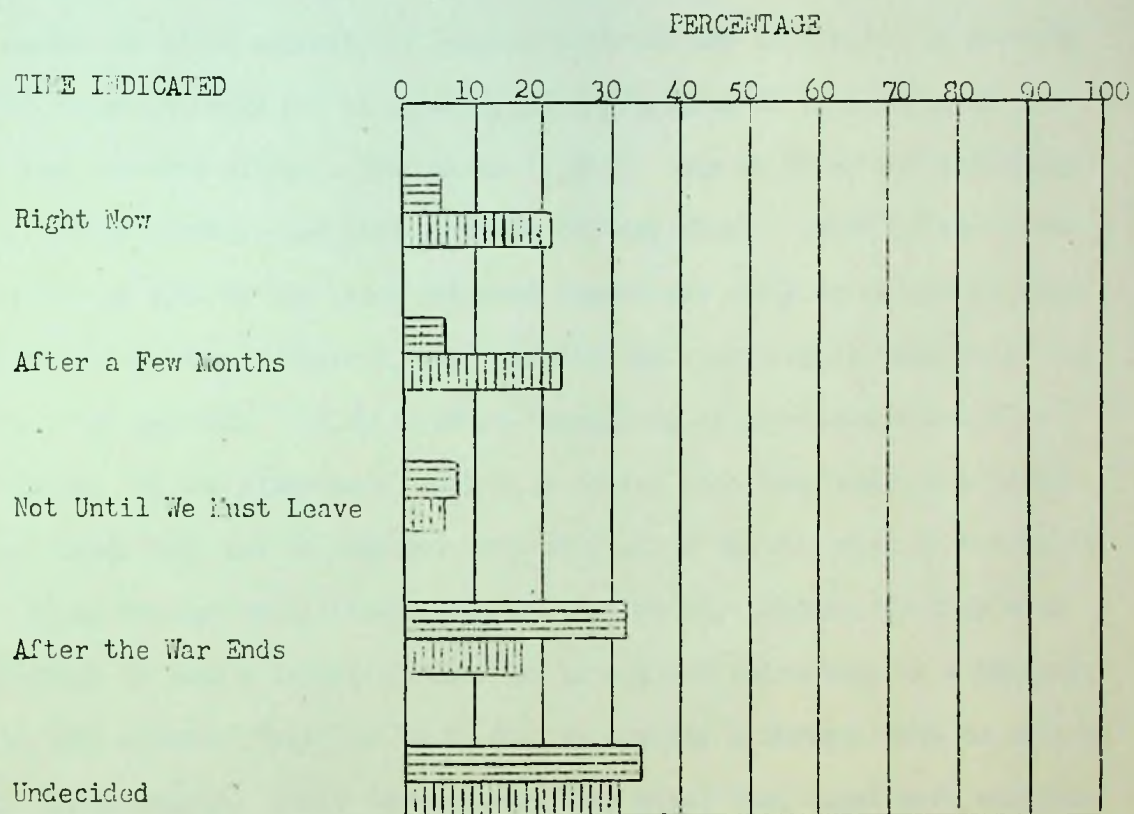 PERCENTAGE
TIME INDICATED 0 10 20 30 40 50 60 70 80 90 100
Right Now
After a Few Months
Not Until We Must Leave
After the War Ends
Undecided